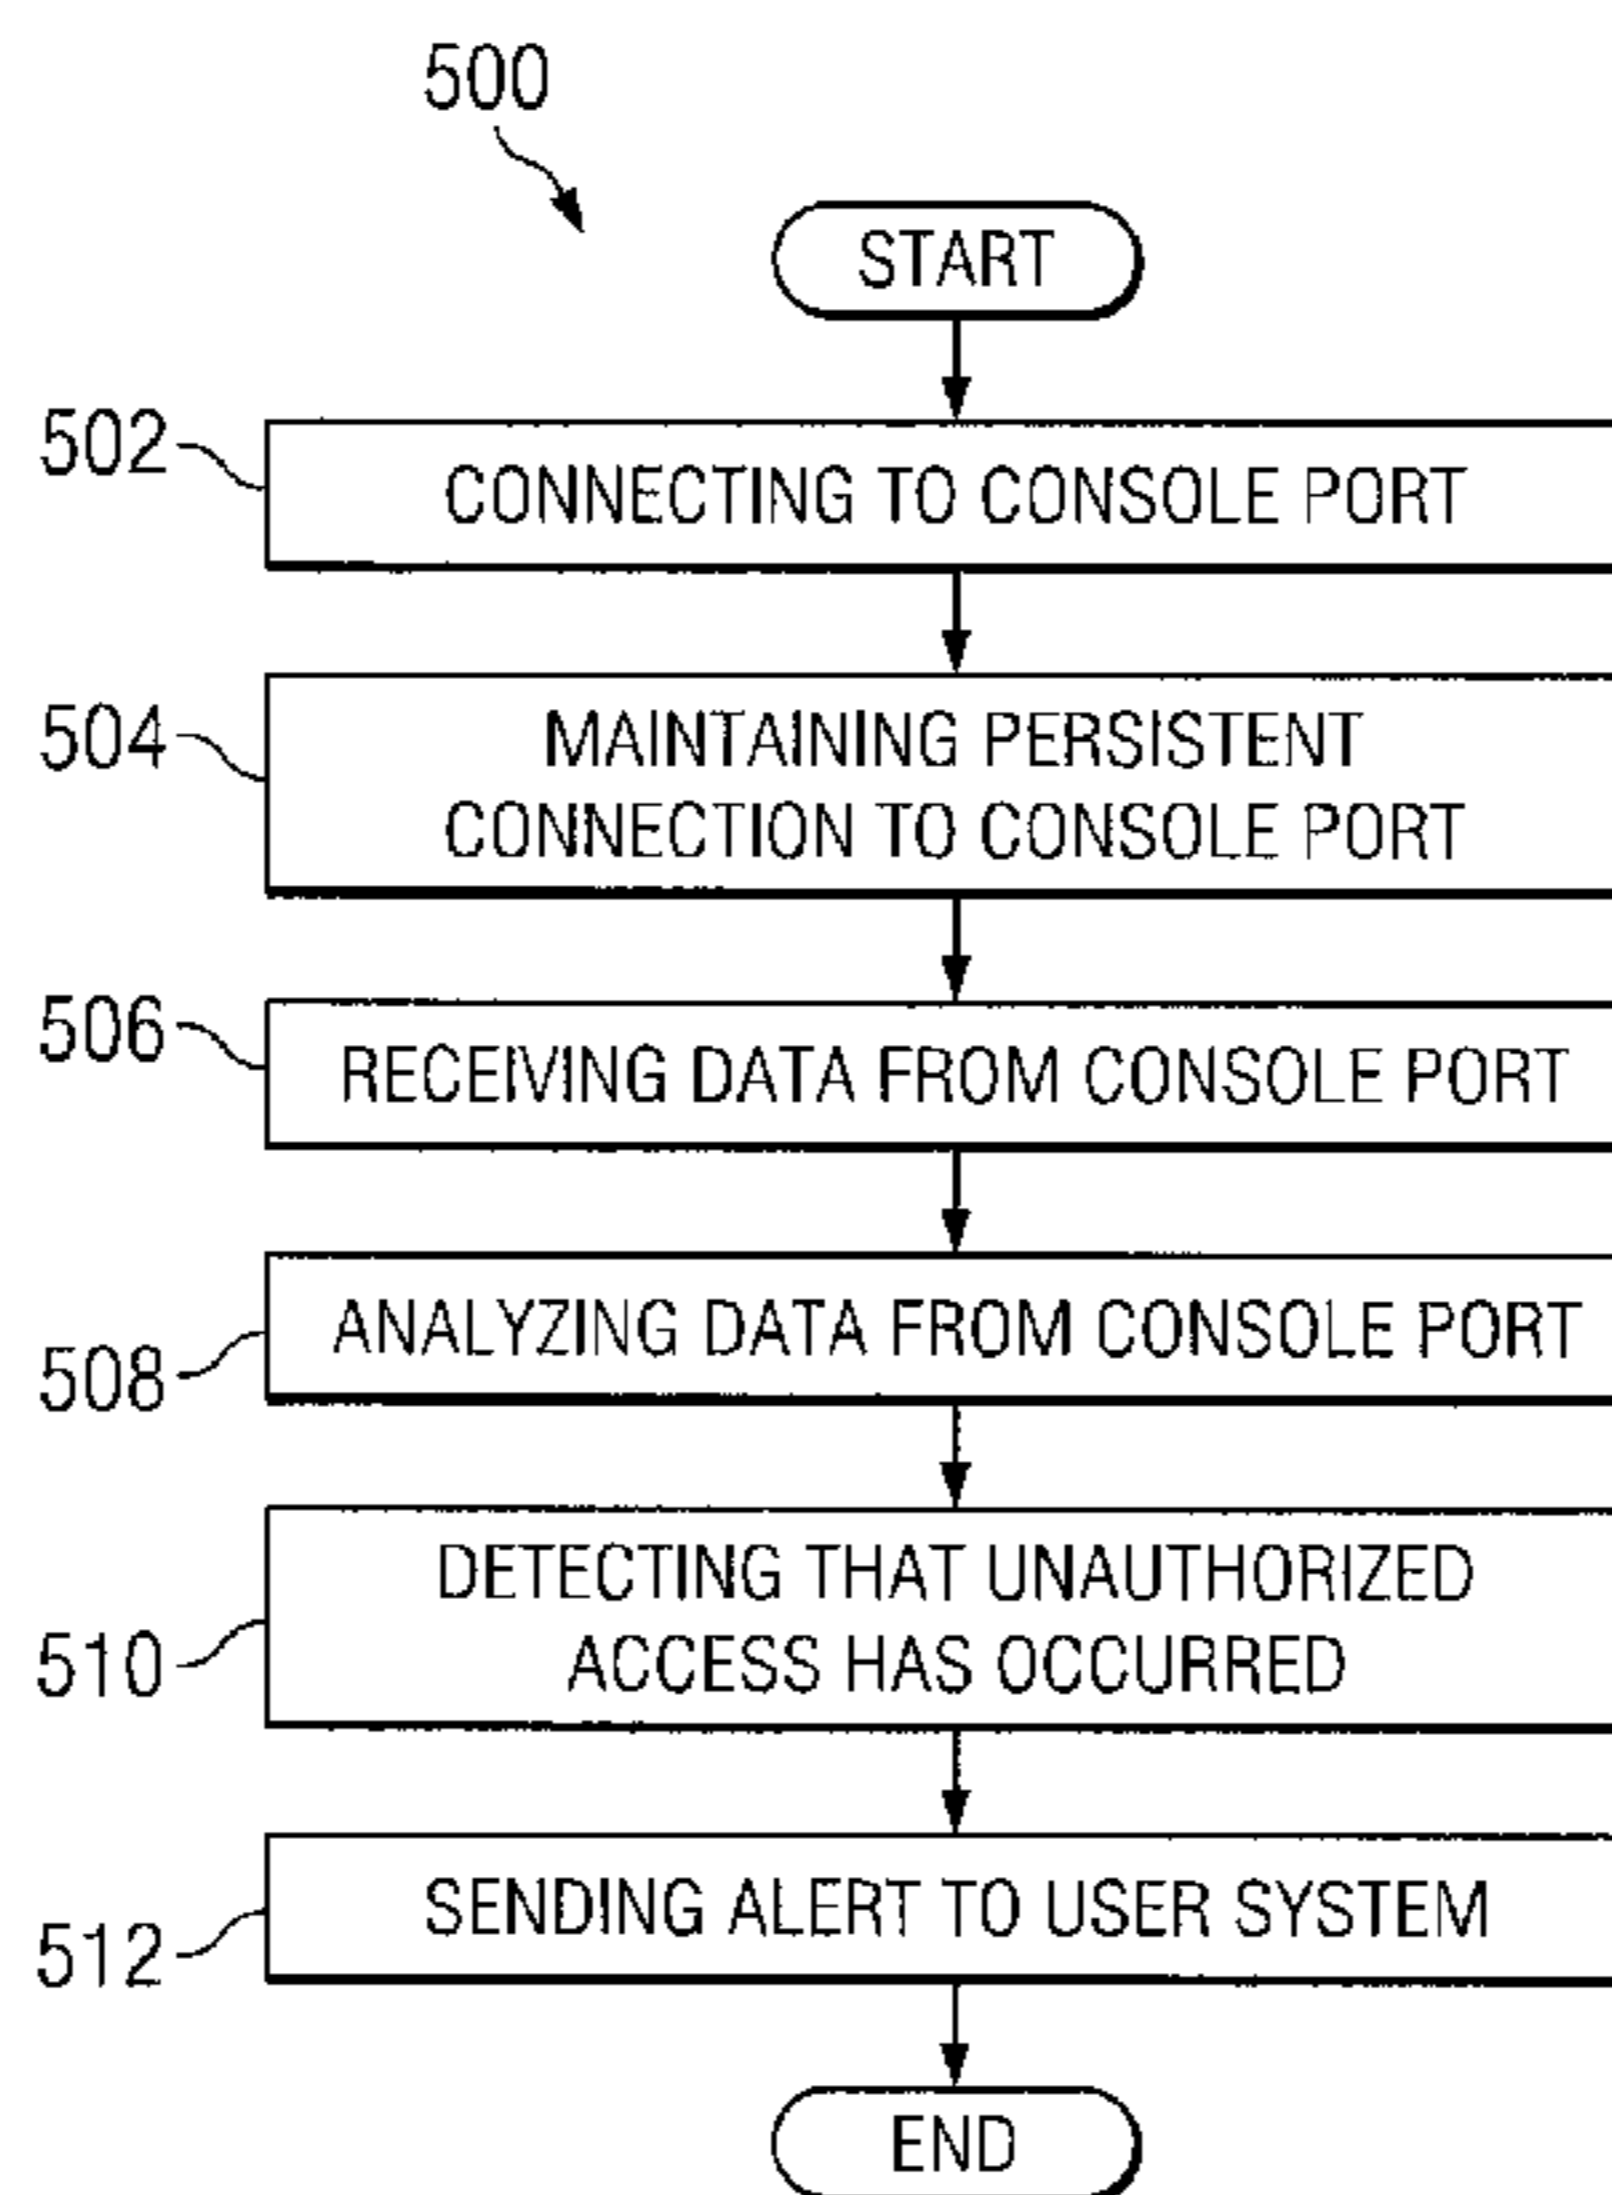 500
START
502
CONNECTING TO CONSOLE PORT
504
MAINTAINING PERSISTENT
CONNECTION TO CONSOLE PORT
506
RECEIVING DATA FROM CONSOLE PORT
508
ANALYZING DATA FROM CONSOLE PORT
510
DETECTING THAT UNAUTHORIZED
ACCESS HAS OCCURRED
512
SENDING ALERT TO USER SYSTEM
END